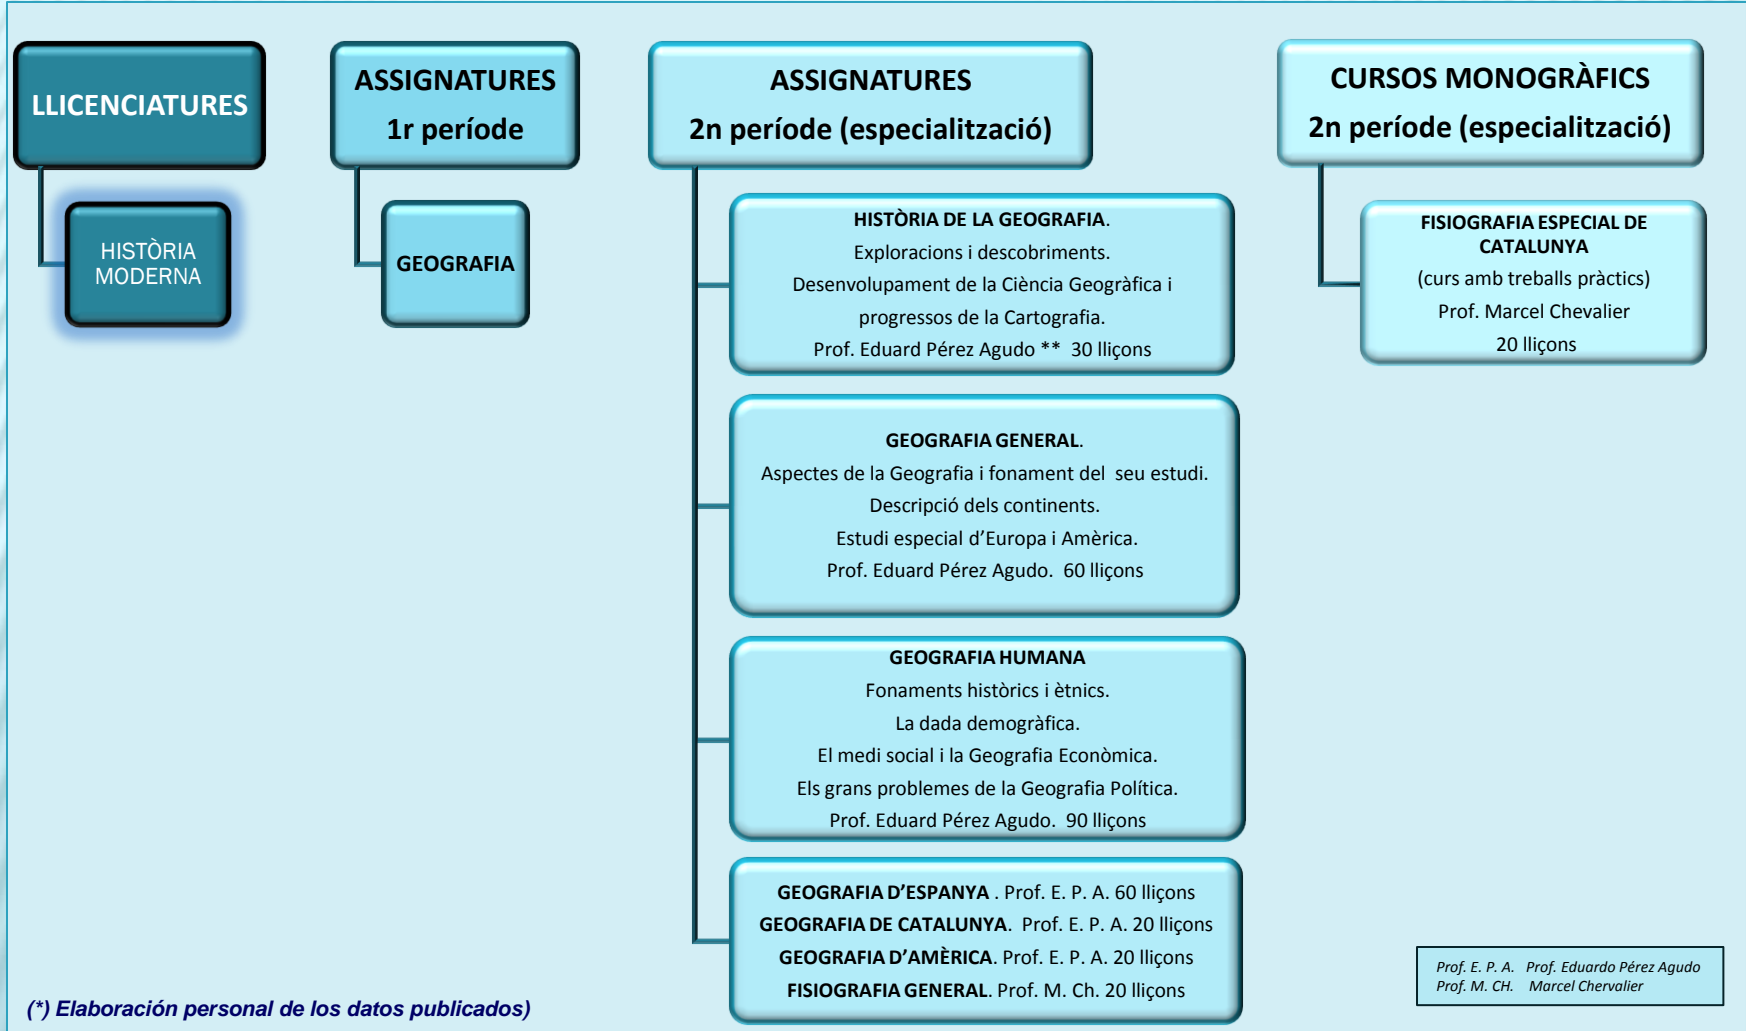 LLICENCIATURES
HISTÒRIA
MODERNA
ASSIGNATURES
1r període
GEOGRAFIA
ASSIGNATURES
2n període (especialització)
HISTÒRIA DE LA GEOGRAFIA.
Exploracions i descobriments.
Desenvolupament de la Ciència Geogràfica i
progressos de la Cartografia.
Prof. Eduard Pérez Agudo ** 30 lliçons
GEOGRAFIA GENERAL.
Aspectes de la Geografia i fonament del seu estudi.
Descripció dels continents.
Estudi especial d’Europa i Amèrica.
Prof. Eduard Pérez Agudo. 60 lliçons
GEOGRAFIA HUMANA
Fonaments històrics i ètnics.
La dada demogràfica.
El medi social i la Geografia Econòmica.
Els grans problemes de la Geografia Política.
Prof. Eduard Pérez Agudo. 90 lliçons
GEOGRAFIA D’ESPANYA . Prof. E. P. A. 60 lliçons
GEOGRAFIA DE CATALUNYA. Prof. E. P. A. 20 lliçons
GEOGRAFIA D’AMÈRICA. Prof. E. P. A. 20 lliçons
FISIOGRAFIA GENERAL. Prof. M. Ch. 20 lliçons
CURSOS MONOGRÀFICS
2n període (especialització)
FISIOGRAFIA ESPECIAL DE
CATALUNYA
(curs amb treballs pràctics)
Prof. Marcel Chevalier
20 lliçons
Prof. E. P. A. Prof. Eduardo Pérez Agudo
Prof. M. CH. Marcel Chervalier
(*) Elaboración personal de los datos publicados)